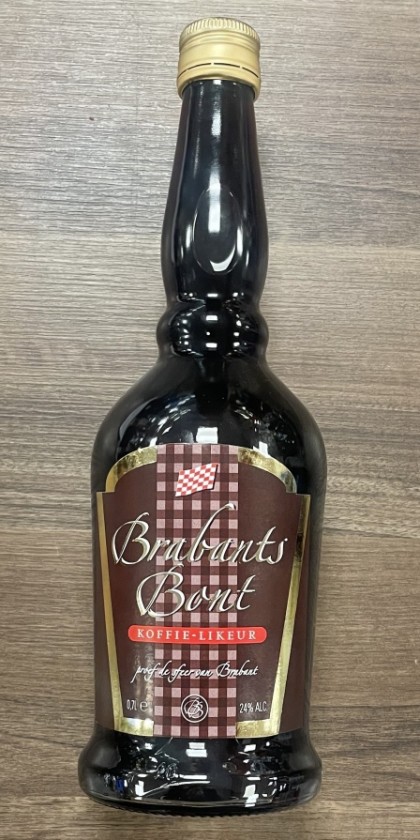 Brabants
Bont
KOFFIE-LIKEUR
proef de sfeer van Brabant
0,7L ℮
24% ALC.